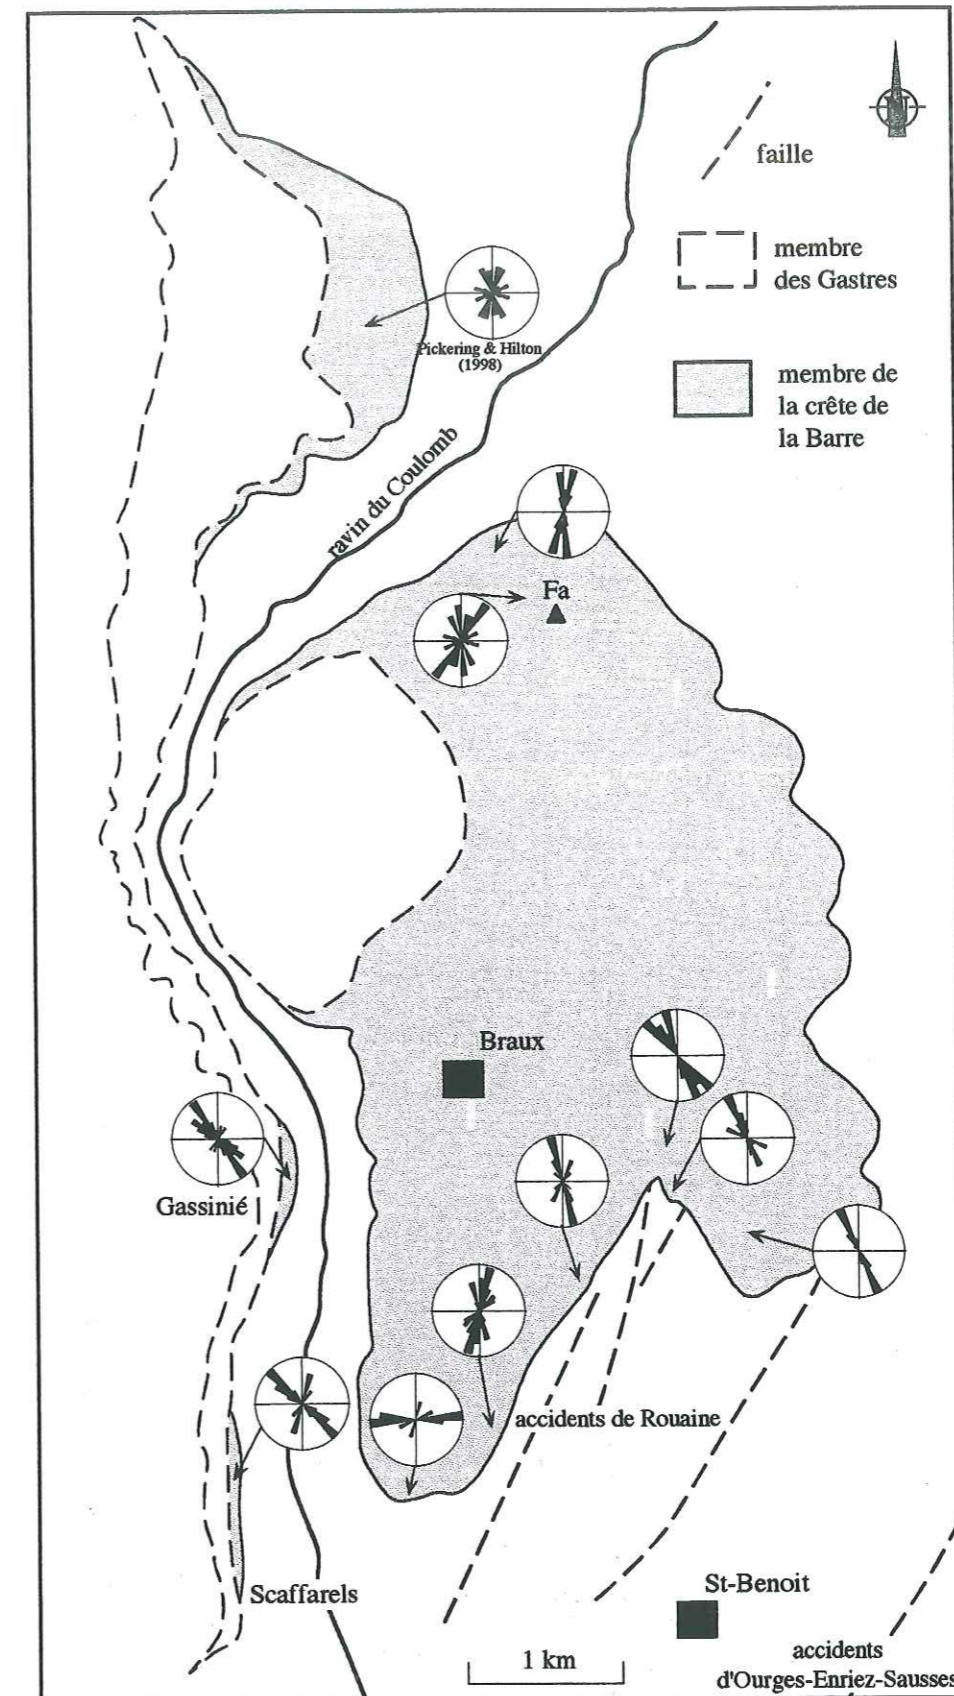 N
faille
membre
des Gastres
Pickering & Hilton
(1998)
membre de
la crête de
la Barre
ravin du Coulomb
Fa
Braux
Gassinié
accidents de Rouaine
Scaffarels
St-Benoit
1 km
accidents
d'Ourges-Enriez-Sausses